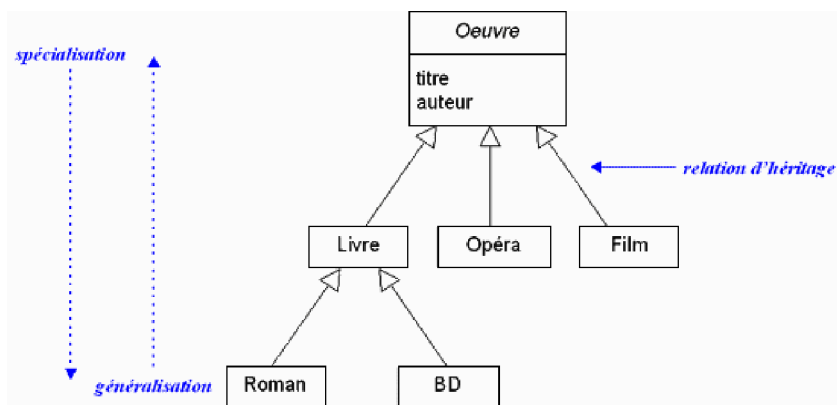 Oeuvre
spécialisation
titre
auteur
relation d'héritage
Livre
Opéra
Film
généralisation
Roman
BD